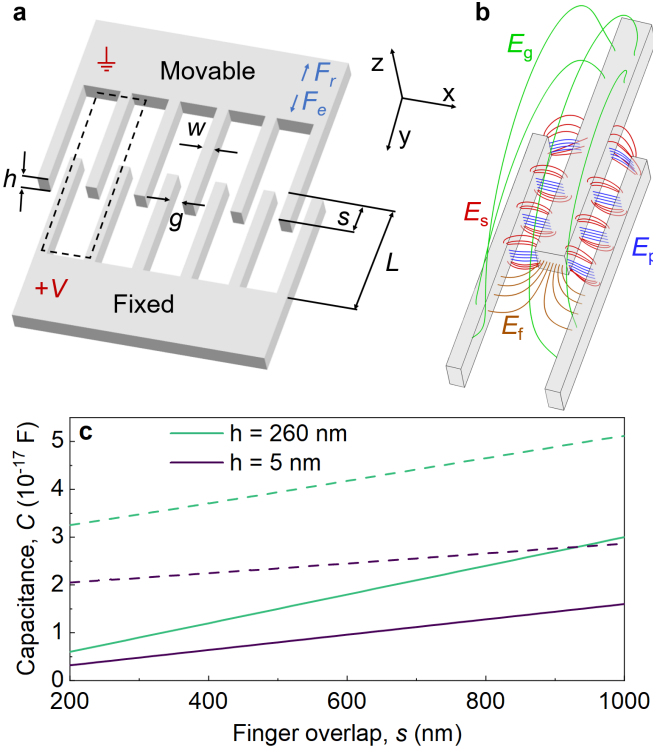 a
Movable
F_r
F_e
w
h
g
s
L
+V
Fixed
z
x
y
b
E_g
E_s
E_p
E_f
c
h = 260 nm
h = 5 nm
Capacitance, C (10^-17 F)
5
4
3
2
1
0
200 400 600 800 1000
Finger overlap, s (nm)